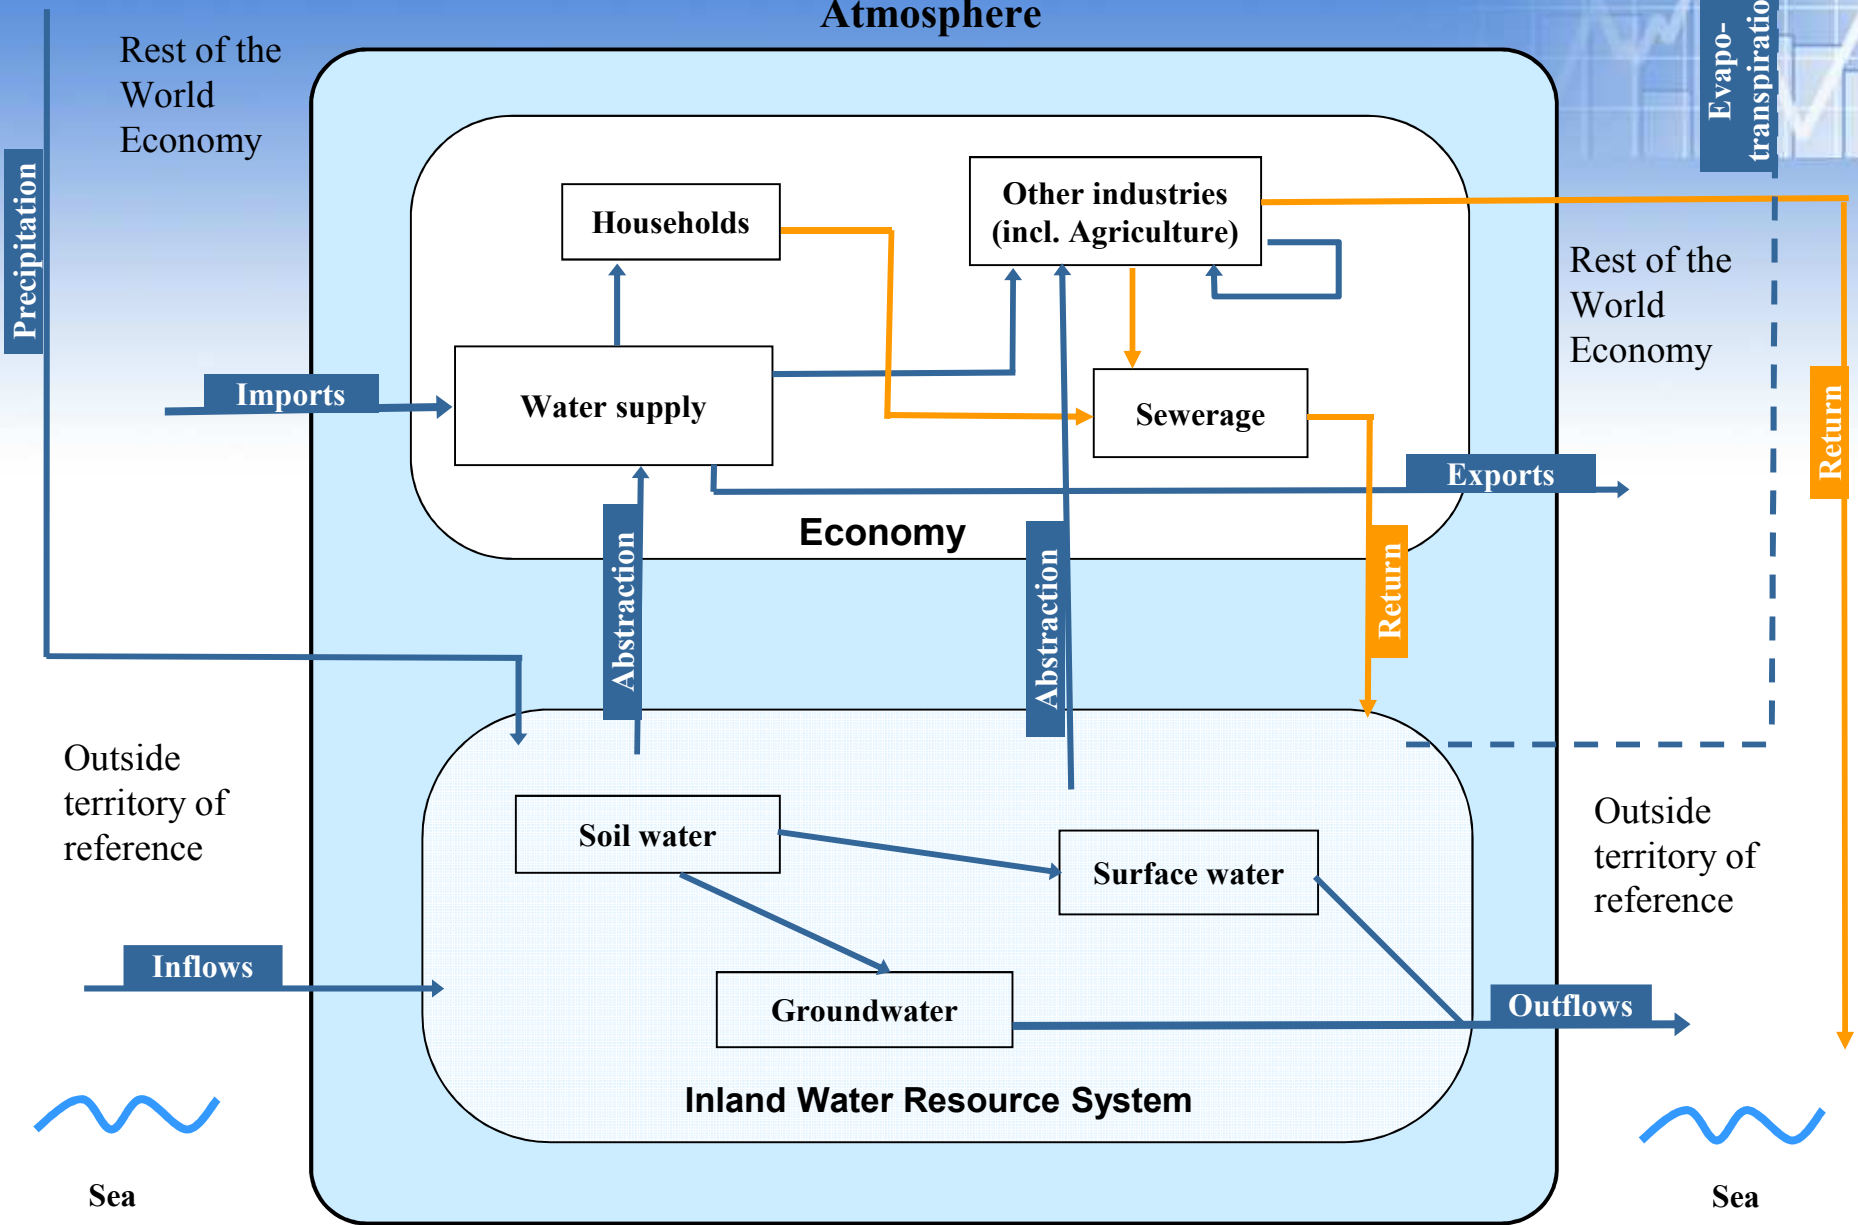 Atmosphere
Rest of the
World
Economy
Evapo-
transpiratio
Precipitation
Households
Other industries
(incl. Agriculture)
Rest of the
World
Economy
Imports
Water supply
Sewerage
Return
Exports
Economy
Abstraction
Abstraction
Return
Outside
territory of
reference
Outside
territory of
reference
Soil water
Surface water
Inflows
Groundwater
Outflows
Inland Water Resource System
Sea
Sea